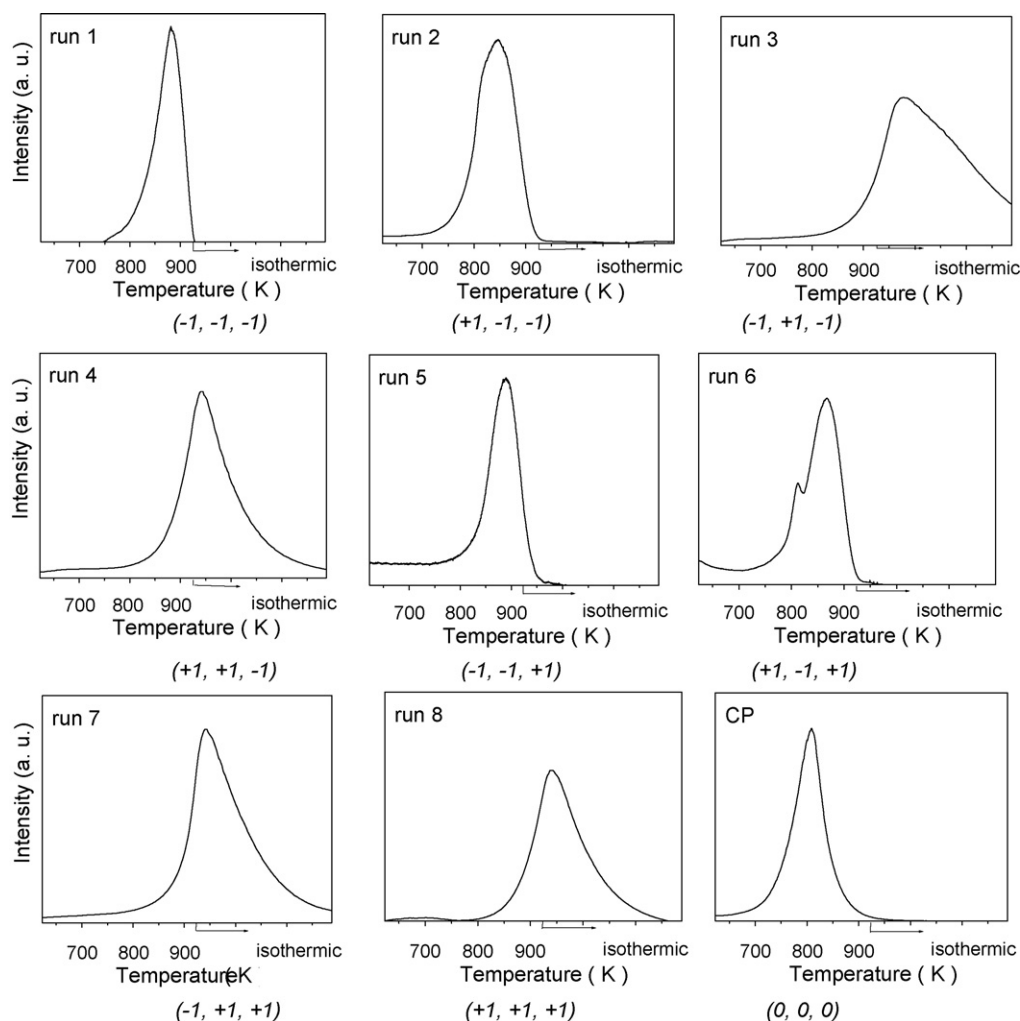 run 1
run 2
run 3
Intensity (a. u.)
700 800 900 isothermic
700 800 900 isothermic
700 800 900 isothermic
Temperature ( K )
Temperature ( K )
Temperature ( K )
(-1, -1, -1)
(+1, -1, -1)
(-1, +1, -1)
run 4
run 5
run 6
Intensity (a. u.)
700 800 900 isothermic
700 800 900 isothermic
700 800 900 isothermic
Temperature ( K )
Temperature ( K )
Temperature ( K )
(+1, +1, -1)
(-1, -1, +1)
(+1, -1, +1)
run 7
run 8
CP
Intensity (a. u.)
700 800 900 isothermic
700 800 900 isothermic
700 800 900 isothermic
Temperature(K
Temperature ( K )
Temperature ( K )
(-1, +1, +1)
(+1, +1, +1)
(0, 0, 0)